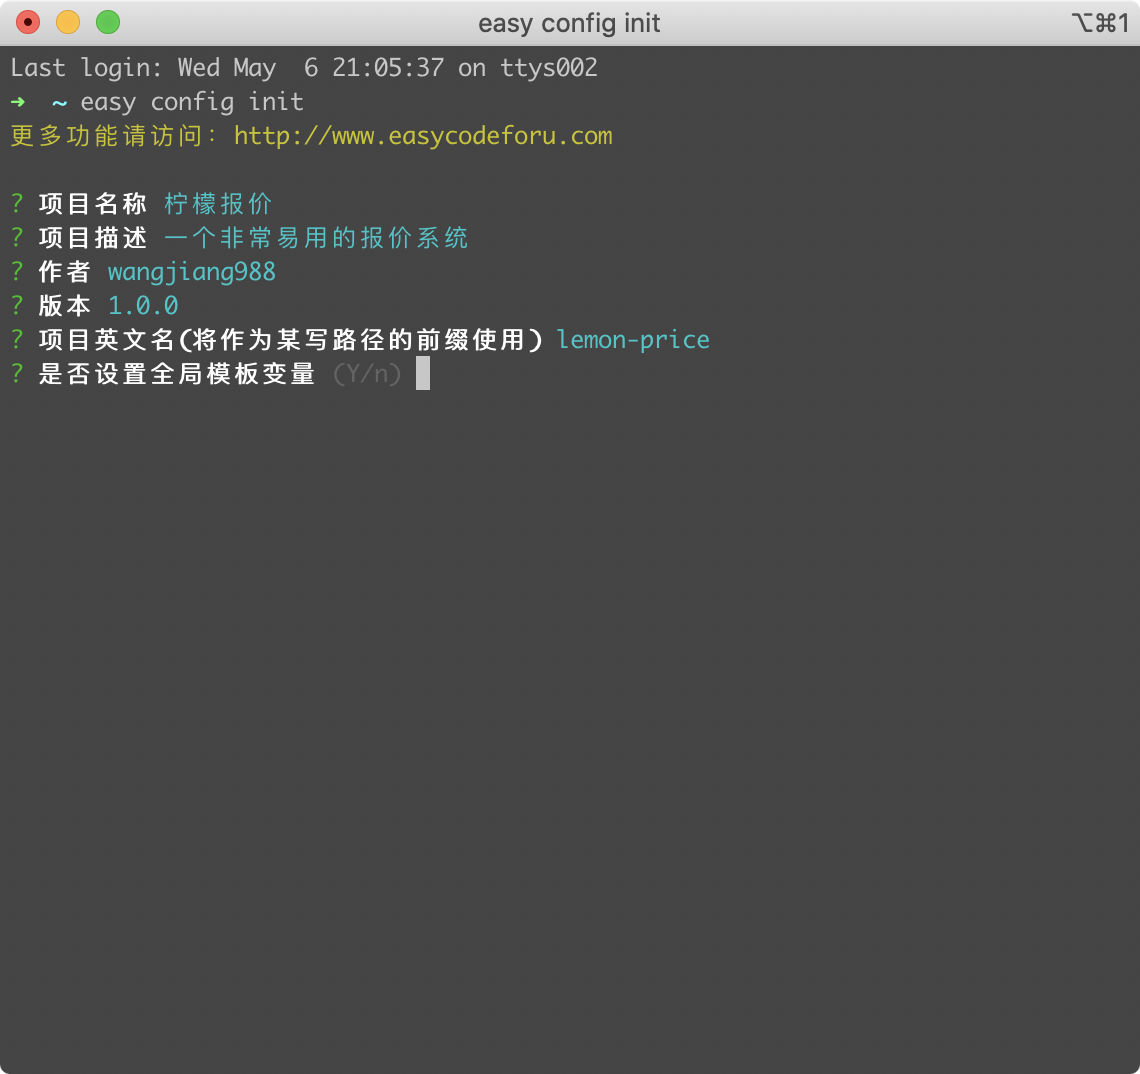 easy config init
⌥⌘1
Last login: Wed May  6 21:05:37 on ttys002
➜  ~ easy config init
更多功能请访问：http://www.easycodeforu.com
? 项目名称 柠檬报价
? 项目描述 一个非常易用的报价系统
? 作者 wangjiang988
? 版本 1.0.0
? 项目英文名(将作为某写路径的前缀使用) lemon-price
? 是否设置全局模板变量 (Y/n)